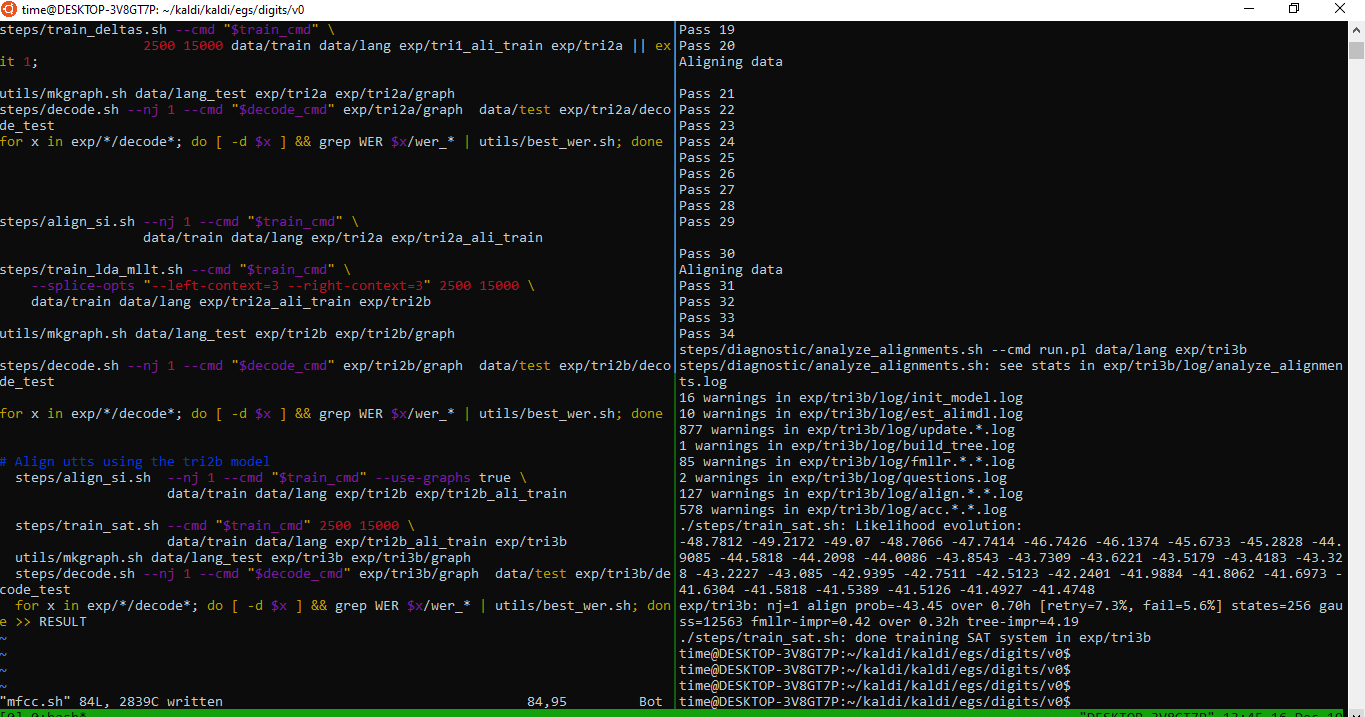 time@DESKTOP-3V8GT7P: ~/kaldi/kaldi/egs/digits/v0
steps/train_deltas.sh --cmd "$train_cmd" \
2500 15000 data/train data/lang exp/tri1_ali_train exp/tri2a || ex
it 1;
utils/mkgraph.sh data/lang_test exp/tri2a exp/tri2a/graph
steps/decode.sh --nj 1 --cmd "$decode_cmd" exp/tri2a/graph  data/test exp/tri2a/deco
de_test
for x in exp/*/decode*; do [ -d $x ] && grep WER $x/wer_* | utils/best_wer.sh; done
steps/align_si.sh --nj 1 --cmd "$train_cmd" \
data/train data/lang exp/tri2a exp/tri2a_ali_train
steps/train_lda_mllt.sh --cmd "$train_cmd" \
--splice-opts "--left-context=3 --right-context=3" 2500 15000 \
data/train data/lang exp/tri2a_ali_train exp/tri2b
utils/mkgraph.sh data/lang_test exp/tri2b exp/tri2b/graph
steps/decode.sh --nj 1 --cmd "$decode_cmd" exp/tri2b/graph  data/test exp/tri2b/deco
de_test
for x in exp/*/decode*; do [ -d $x ] && grep WER $x/wer_* | utils/best_wer.sh; done
# Align utts using the tri2b model
steps/align_si.sh  --nj 1 --cmd "$train_cmd" --use-graphs true \
data/train data/lang exp/tri2b exp/tri2b_ali_train
steps/train_sat.sh --cmd "$train_cmd" 2500 15000 \
data/train data/lang exp/tri2b_ali_train exp/tri3b
utils/mkgraph.sh data/lang_test exp/tri3b exp/tri3b/graph
steps/decode.sh --nj 1 --cmd "$decode_cmd" exp/tri3b/graph  data/test exp/tri3b/de
code_test
for x in exp/*/decode*; do [ -d $x ] && grep WER $x/wer_* | utils/best_wer.sh; don
e >> RESULT
~
~
~
~
"mfcc.sh" 84L, 2839C written 84,95 Bot
Pass 19
Pass 20
Aligning data
Pass 21
Pass 22
Pass 23
Pass 24
Pass 25
Pass 26
Pass 27
Pass 28
Pass 29
Pass 30
Aligning data
Pass 31
Pass 32
Pass 33
Pass 34
steps/diagnostic/analyze_alignments.sh --cmd run.pl data/lang exp/tri3b
steps/diagnostic/analyze_alignments.sh: see stats in exp/tri3b/log/analyze_alignmen
ts.log
16 warnings in exp/tri3b/log/init_model.log
10 warnings in exp/tri3b/log/est_alimdl.log
877 warnings in exp/tri3b/log/update.*.log
1 warnings in exp/tri3b/log/build_tree.log
85 warnings in exp/tri3b/log/fmllr.*.*.log
2 warnings in exp/tri3b/log/questions.log
127 warnings in exp/tri3b/log/align.*.*.log
578 warnings in exp/tri3b/log/acc.*.*.log
./steps/train_sat.sh: Likelihood evolution:
-48.7812 -49.2172 -49.07 -48.7066 -47.7414 -46.7426 -46.1374 -45.6733 -45.2828 -44.
9085 -44.5818 -44.2098 -44.0086 -43.8543 -43.7309 -43.6221 -43.5179 -43.4183 -43.32
8 -43.2227 -43.085 -42.9395 -42.7511 -42.5123 -42.2401 -41.9884 -41.8062 -41.6973 -
41.6304 -41.5818 -41.5389 -41.5126 -41.4927 -41.4748
exp/tri3b: nj=1 align prob=-43.45 over 0.70h [retry=7.3%, fail=5.6%] states=256 gau
ss=12563 fmllr-impr=0.42 over 0.32h tree-impr=4.19
./steps/train_sat.sh: done training SAT system in exp/tri3b
time@DESKTOP-3V8GT7P:~/kaldi/kaldi/egs/digits/v0$
time@DESKTOP-3V8GT7P:~/kaldi/kaldi/egs/digits/v0$
time@DESKTOP-3V8GT7P:~/kaldi/kaldi/egs/digits/v0$
time@DESKTOP-3V8GT7P:~/kaldi/kaldi/egs/digits/v0$